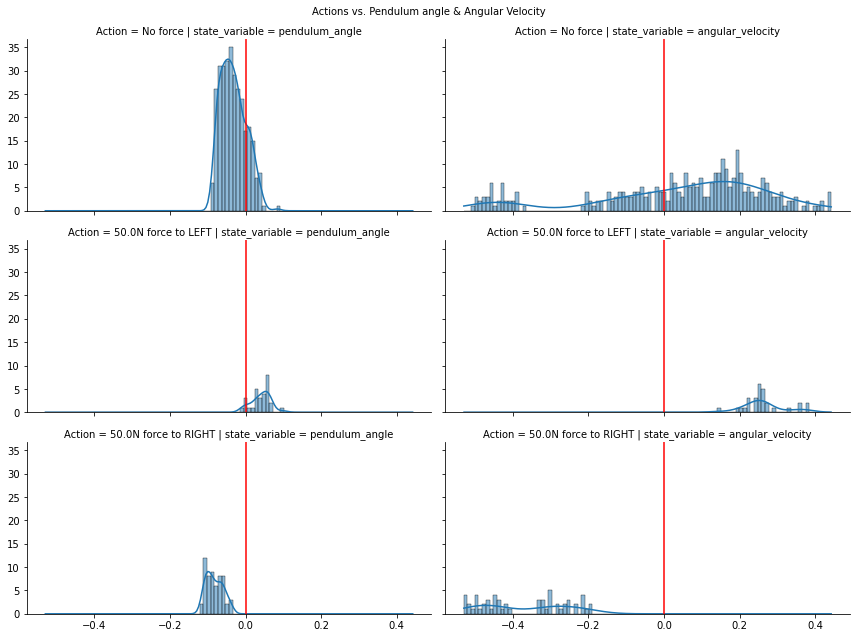 Actions vs. Pendulum angle & Angular Velocity
Action = No force | state_variable = pendulum_angle
Action = No force | state_variable = angular_velocity
35
30
25
20
15
10
5
0
Action = 50.0N force to LEFT | state_variable = pendulum_angle
Action = 50.0N force to LEFT | state_variable = angular_velocity
35
30
25
20
15
10
5
0
Action = 50.0N force to RIGHT | state_variable = pendulum_angle
Action = 50.0N force to RIGHT | state_variable = angular_velocity
35
30
25
20
15
10
5
0
−0.4 −0.2 0.0 0.2 0.4
−0.4 −0.2 0.0 0.2 0.4